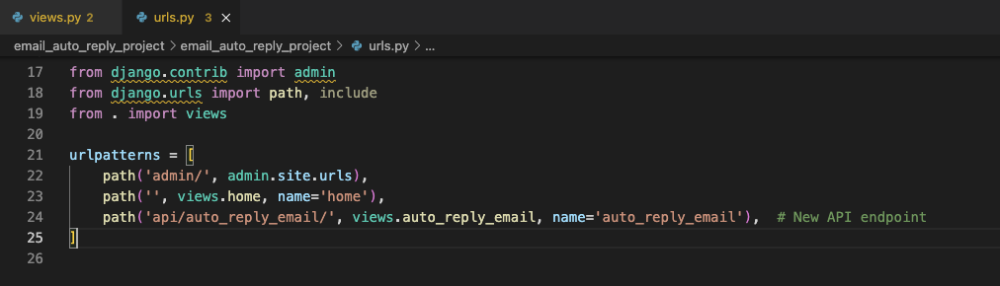 views.py 2 urls.py 3 ×
email_auto_reply_project > email_auto_reply_project > urls.py > ...
17 from django.contrib import admin
18 from django.urls import path, include
19 from . import views
20
21 urlpatterns = [
22     path('admin/', admin.site.urls),
23     path('', views.home, name='home'),
24     path('api/auto_reply_email/', views.auto_reply_email, name='auto_reply_email'),  # New API endpoint
25 ]
26